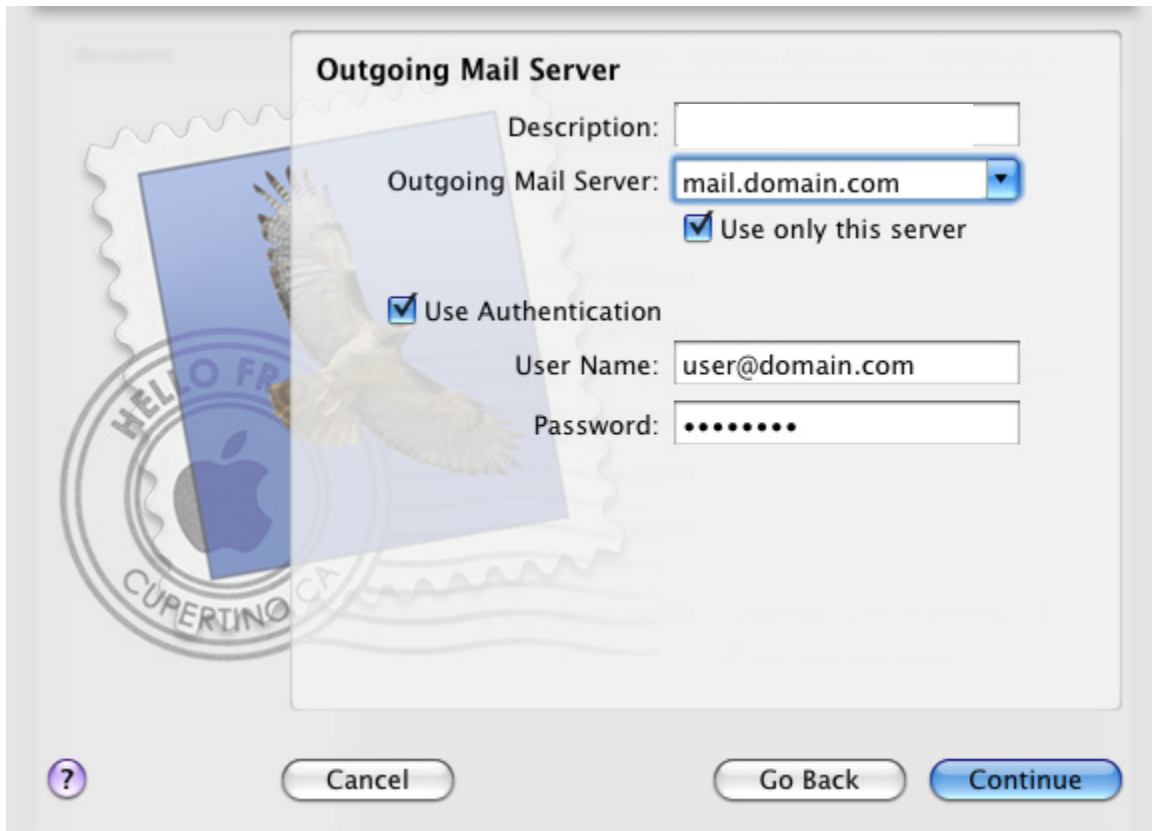 Outgoing Mail Server
Description:
Outgoing Mail Server: mail.domain.com
Use only this server
Use Authentication
User Name: user@domain.com
Password: ••••••••
HELLO FR
CUPERTINO CA
? Cancel Go Back Continue